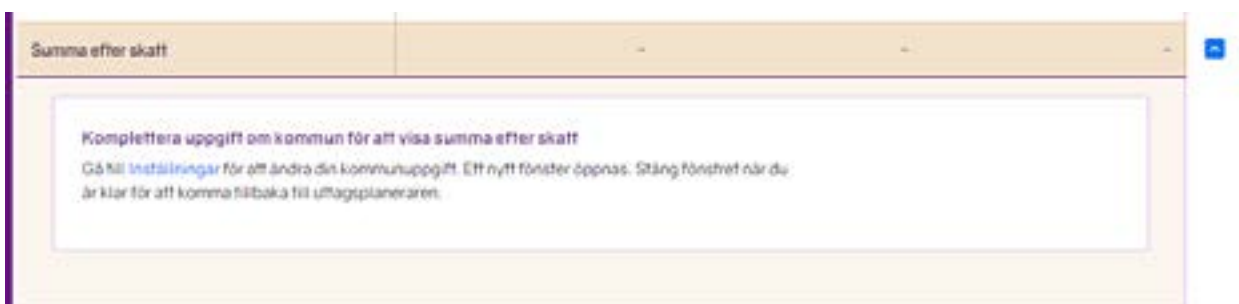 Summa efter skatt - - -
Komplettera uppgift om kommun för att visa summa efter skatt
Gå till Inställningar för att ändra din kommunuppgift. Ett nytt fönster öppnas. Stäng fönstret när du
är klar för att komma tillbaka till uttagsplaneraren.